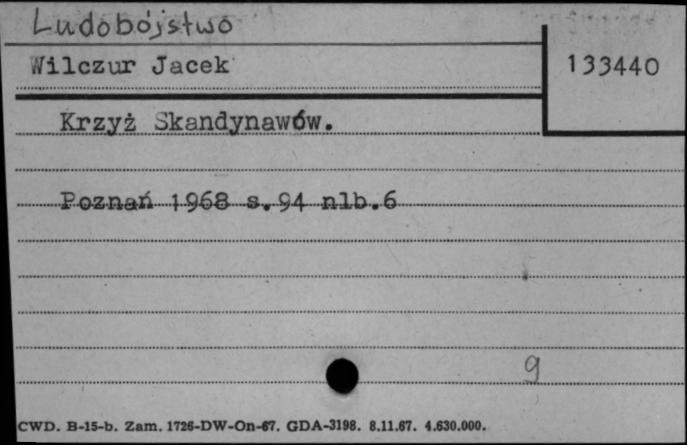 Ludobójstwo
Wilczur Jacek
133440
Krzyż Skandynawów.
Poznań 1968 s.94 nlb.6
9
CWD. B-15-b. Zam. 1726-DW-On-67. GDA-3198. 8.11.67. 4.630.000.